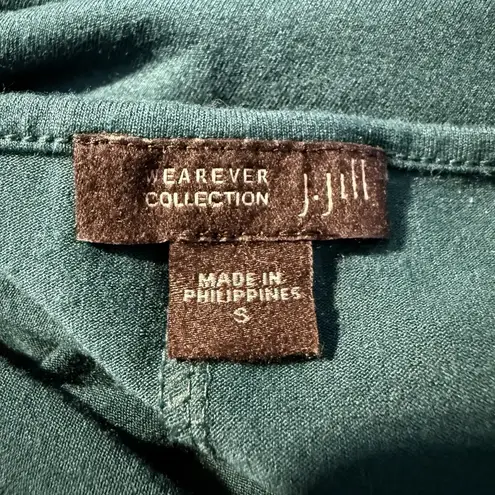 WEAREVER
COLLECTION
J.Jill
MADE IN
PHILIPPINES
S